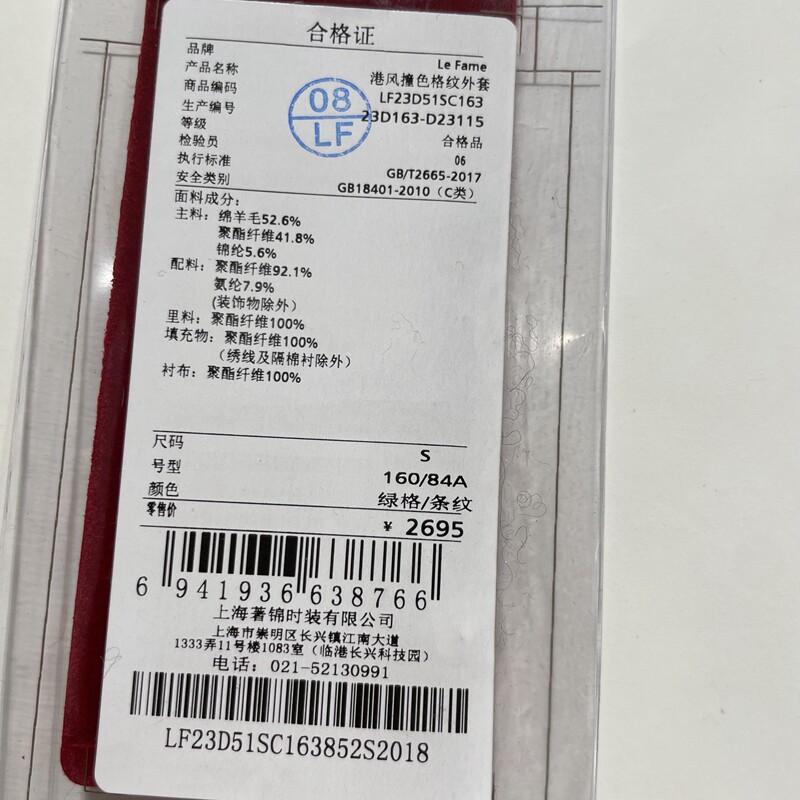 合格证
品牌 Le Fame
产品名称 港风撞色格纹外套
商品编码 LF23D51SC163
生产编号 23D163-D23115
等级 合格品
检验员 06
执行标准 GB/T2665-2017
安全类别 GB18401-2010（C类）
08
LF
面料成分：
主料：绵羊毛52.6%
聚酯纤维41.8%
锦纶5.6%
配料：聚酯纤维92.1%
氨纶7.9%
(装饰物除外）
里料：聚酯纤维100%
填充物：聚酯纤维100%
（绣线及隔棉衬除外）
衬布：聚酯纤维100%
尺码 S
号型 160/84A
颜色 绿格/条纹
零售价 ¥ 2695
6 941936 638766
上海著锦时装有限公司
上海市崇明区长兴镇江南大道
1333弄11号楼1083室（临港长兴科技园）
电话：021-52130991
LF23D51SC163852S2018